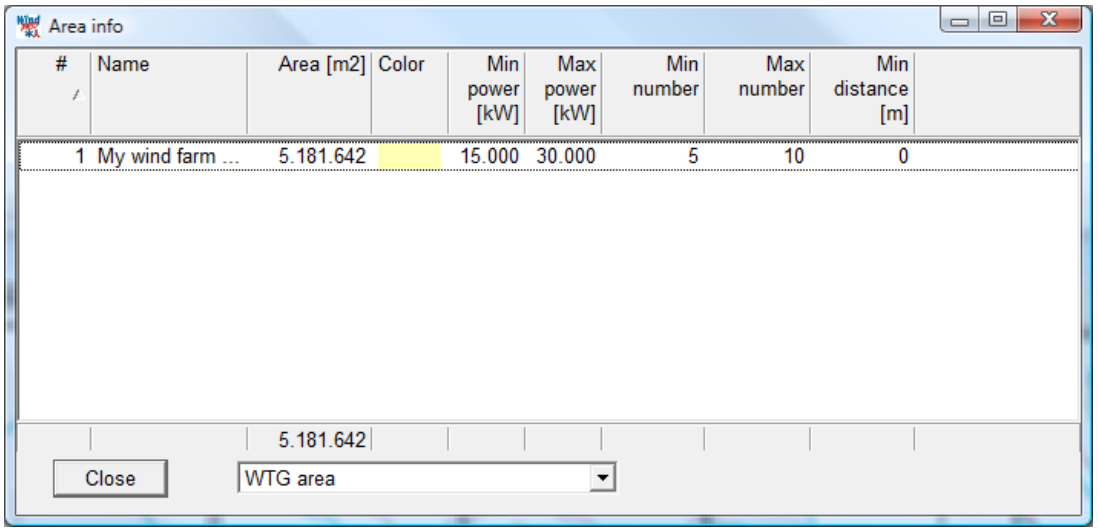 Wind
PRO
Area info
# Name Area [m2] Color Min power [kW] Max power [kW] Min number Max number Min distance [m]
1 My wind farm ... 5.181.642 15.000 30.000 5 10 0
5.181.642
Close WTG area